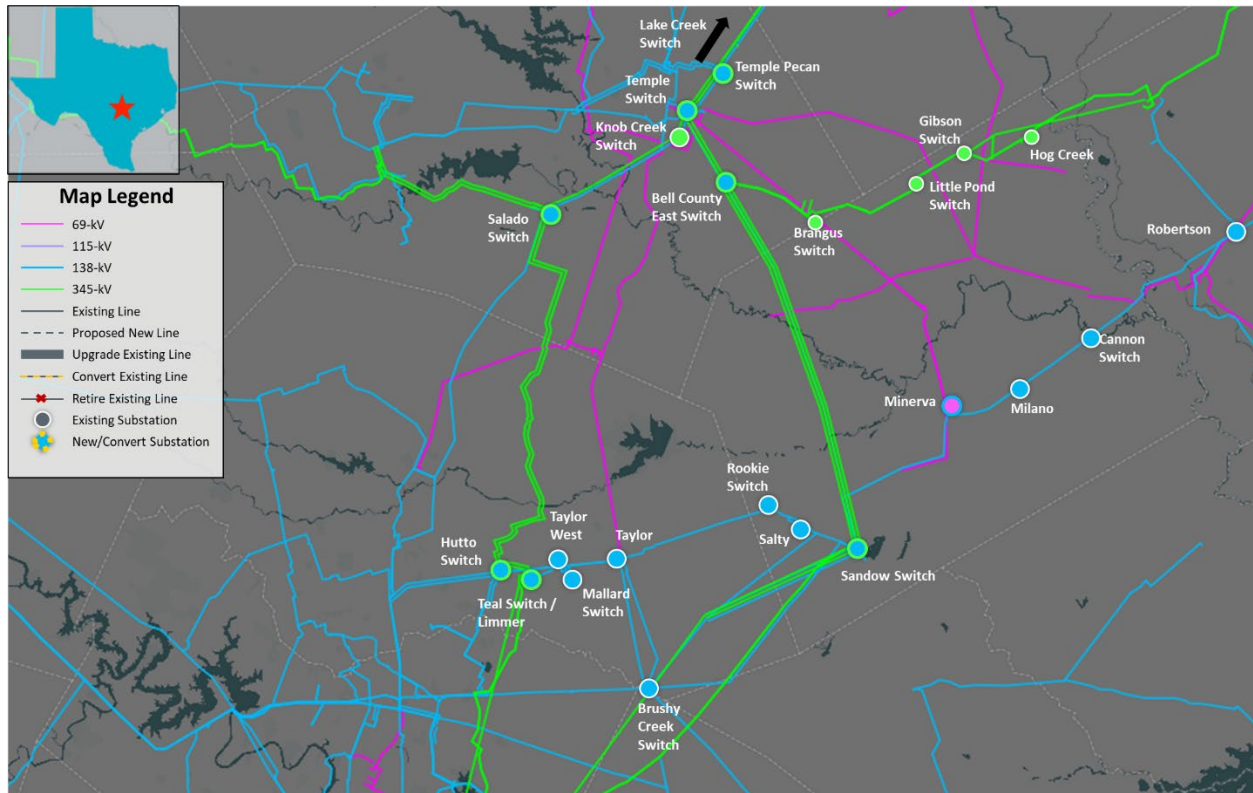 Lake Creek
Switch
Temple Pecan
Switch
Temple
Switch
Knob Creek
Switch
Gibson
Switch
Hog Creek
Little Pond
Switch
Bell County
East Switch
Brangus
Switch
Salado
Switch
Robertson
Map Legend
69-kV
115-kV
138-kV
345-kV
Existing Line
Proposed New Line
Upgrade Existing Line
Convert Existing Line
Retire Existing Line
Existing Substation
New/Convert Substation
Cannon
Switch
Minerva
Milano
Rookie
Switch
Salty
Sandow Switch
Taylor
West
Taylor
Hutto
Switch
Mallard
Switch
Teal Switch /
Limmer
Brushy
Creek
Switch